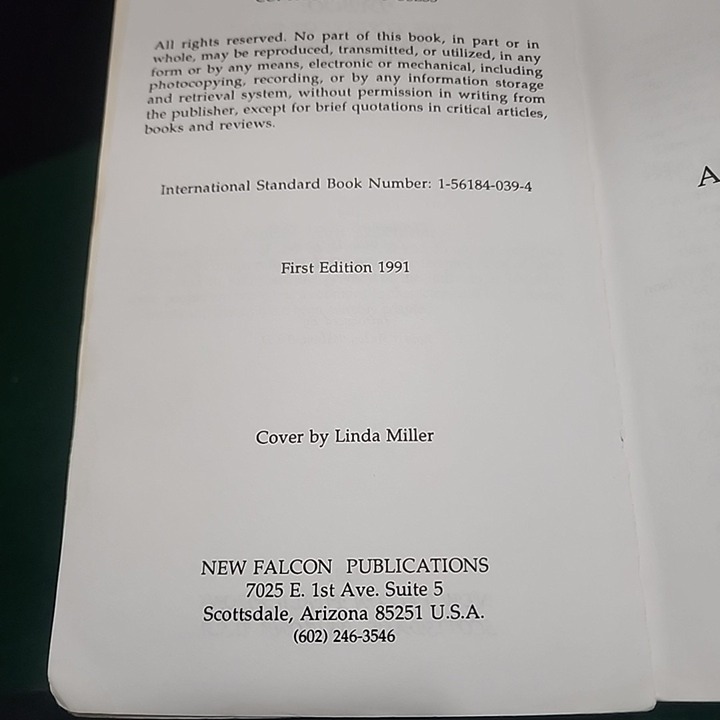 All rights reserved. No part of this book, in part or in
whole, may be reproduced, transmitted, or utilized, in any
form or by any means, electronic or mechanical, including
photocopying, recording, or by any information storage
and retrieval system, without permission in writing from
the publisher, except for brief quotations in critical articles,
books and reviews.
International Standard Book Number: 1-56184-039-4
First Edition 1991
Cover by Linda Miller
NEW FALCON PUBLICATIONS
7025 E. 1st Ave. Suite 5
Scottsdale, Arizona 85251 U.S.A.
(602) 246-3546
A